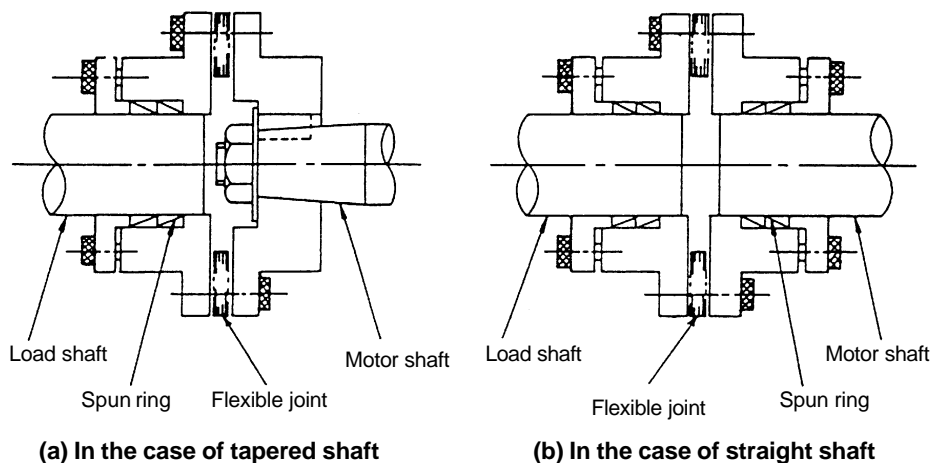 Load shaft
Spun ring
Flexible joint
Motor shaft
(a) In the case of tapered shaft
Load shaft
Flexible joint
Spun ring
Motor shaft
(b) In the case of straight shaft